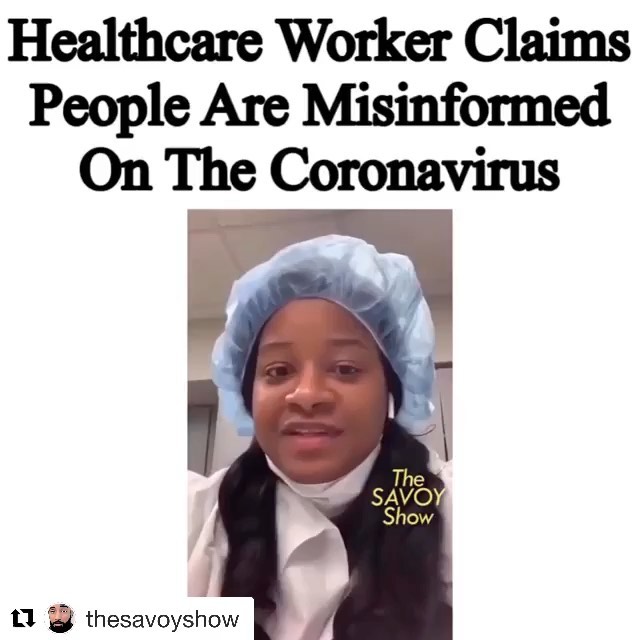 Healthcare Worker Claims
People Are Misinformed
On The Coronavirus
The
SAVOY
Show
thesavoyshow